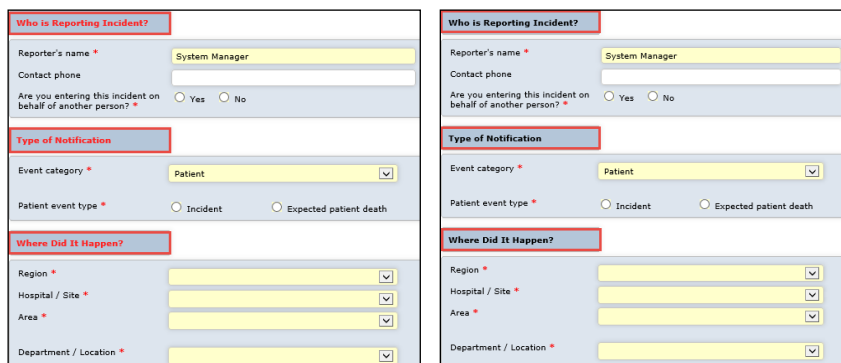 Who is Reporting Incident?
Reporter's name *
System Manager
Contact phone
Are you entering this incident on
behalf of another person? *
Yes
No
Type of Notification
Event category *
Patient
Patient event type *
Incident
Expected patient death
Where Did It Happen?
Region *
Hospital / Site *
Area *
Department / Location *
Who is Reporting Incident?
Reporter's name *
System Manager
Contact phone
Are you entering this incident on
behalf of another person? *
Yes
No
Type of Notification
Event category *
Patient
Patient event type *
Incident
Expected patient death
Where Did It Happen?
Region *
Hospital / Site *
Area *
Department / Location *